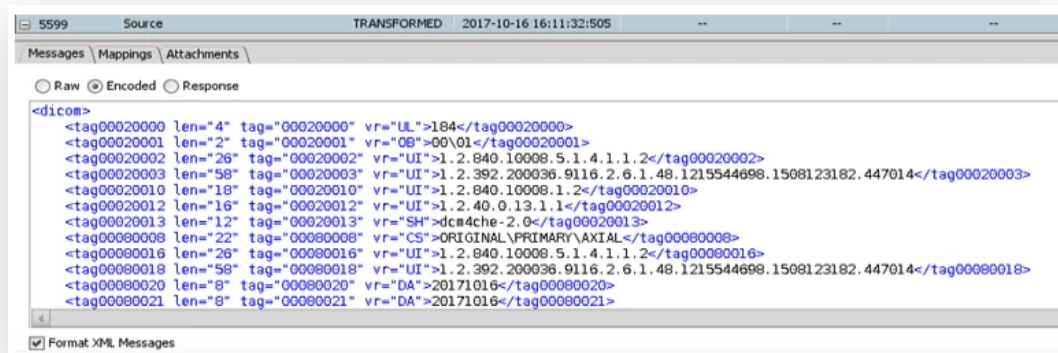 5599 Source TRANSFORMED 2017-10-16 16:11:32:505 -- -- --
Messages Mappings Attachments
Raw Encoded Response
<dicom>
<tag00020000 len="4" tag="00020000" vr="UL">184</tag00020000>
<tag00020001 len="2" tag="00020001" vr="OB">00\01</tag00020001>
<tag00020002 len="26" tag="00020002" vr="UI">1.2.840.10008.5.1.4.1.1.2</tag00020002>
<tag00020003 len="58" tag="00020003" vr="UI">1.2.392.200036.9116.2.6.1.48.1215544698.1508123182.447014</tag00020003>
<tag00020010 len="18" tag="00020010" vr="UI">1.2.840.10008.1.2</tag00020010>
<tag00020012 len="16" tag="00020012" vr="UI">1.2.40.0.13.1.1</tag00020012>
<tag00020013 len="12" tag="00020013" vr="SH">dcm4che-2.0</tag00020013>
<tag00080008 len="22" tag="00080008" vr="CS">ORIGINAL\PRIMARY\AXIAL</tag00080008>
<tag00080016 len="26" tag="00080016" vr="UI">1.2.840.10008.5.1.4.1.1.2</tag00080016>
<tag00080018 len="58" tag="00080018" vr="UI">1.2.392.200036.9116.2.6.1.48.1215544698.1508123182.447014</tag00080018>
<tag00080020 len="8" tag="00080020" vr="DA">20171016</tag00080020>
<tag00080021 len="8" tag="00080021" vr="DA">20171016</tag00080021>
Format XML Messages